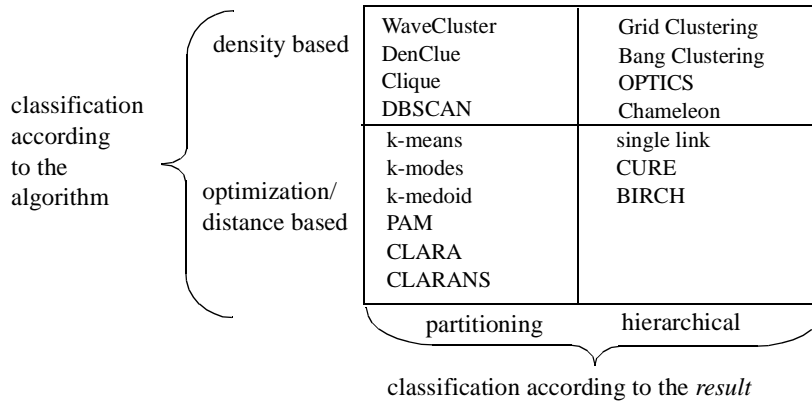 density based
WaveCluster
DenClue
Clique
DBSCAN
Grid Clustering
Bang Clustering
OPTICS
Chameleon
classification
according
to the
algorithm
optimization/
distance based
k-means
k-modes
k-medoid
PAM
CLARA
CLARANS
single link
CURE
BIRCH
partitioning
hierarchical
classification according to the result